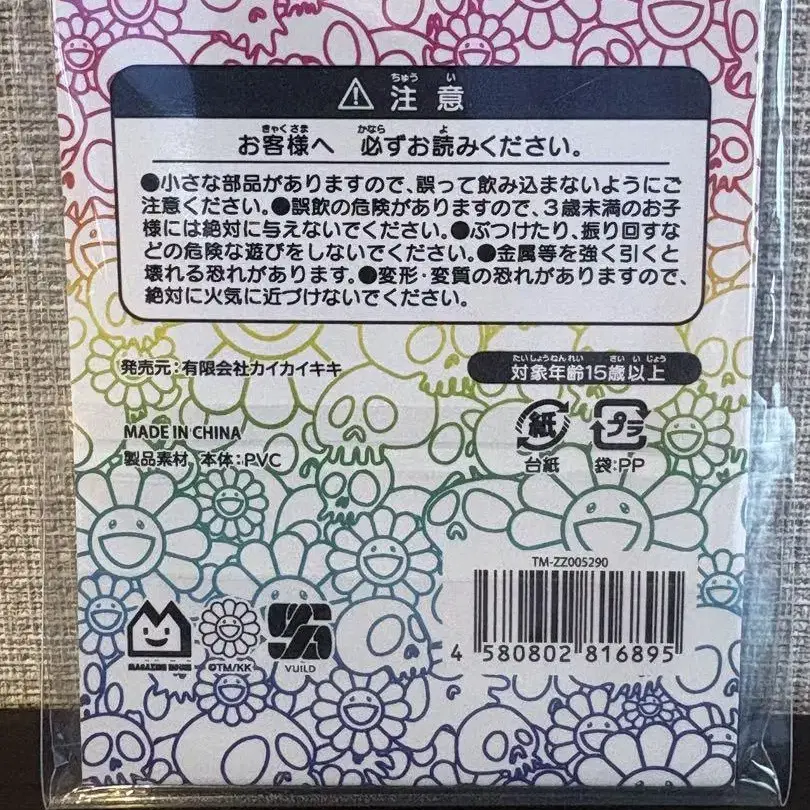 ⚠注意
お客様へ 必ずお読みください。
●小さな部品がありますので、誤って飲み込まないようにご
注意ください。●誤飲の危険がありますので、3歳未満のお子
様には絶対に与えないでください。●ぶつけたり、振り回すな
どの危険な遊びをしないでください。●金属等を強く引くと
壊れる恐れがあります。●変形・変質の恐れがありますので、
絶対に火気に近づけないでください。
発売元:有限会社カイカイキキ
対象年齢15歳以上
MADE IN CHINA
製品素材 本体:PVC
紙
プラ
台紙
袋:PP
TM-ZZ005290
4 580802 816895
©TM/KK
VUILD